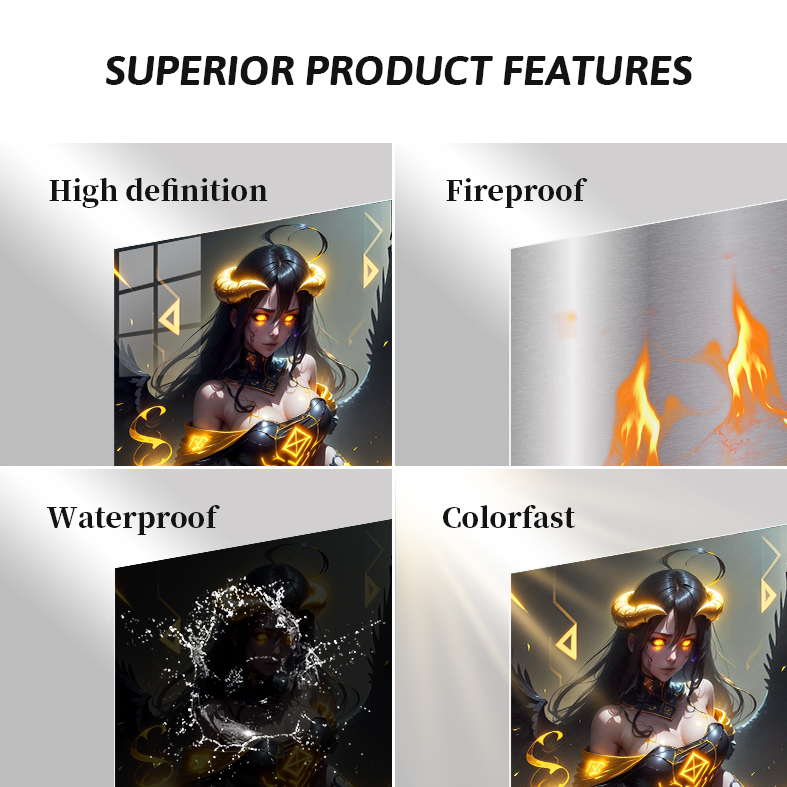 SUPERIOR PRODUCT FEATURES
High definition
Fireproof
Waterproof
Colorfast